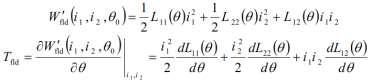 W′fld(i₁, i₂, θ₀) = 1/2 L₁₁(θ)i₁² + 1/2 L₂₂(θ)i₂² + L₁₂(θ)i₁i₂
Tfld = ∂W′fld(i₁, i₂, θ₀)/∂θ |i₁,i₂ = i₁²/2 dL₁₁(θ)/dθ + i₂²/2 dL₂₂(θ)/dθ + i₁i₂ dL₁₂(θ)/dθ